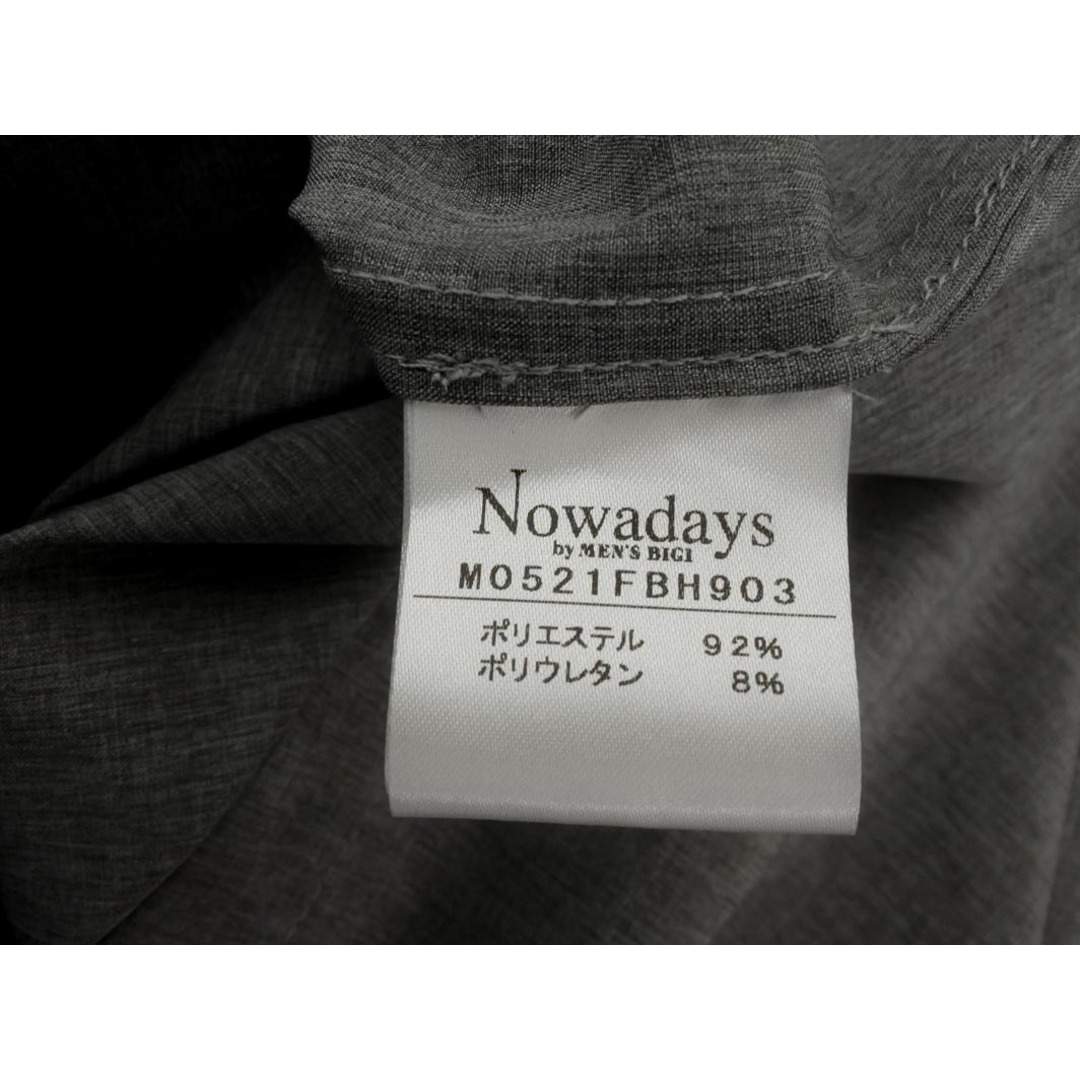 Nowadays
by MEN'S BIGI
M0521FBH903
ポリエステル 92%
ポリウレタン 8%